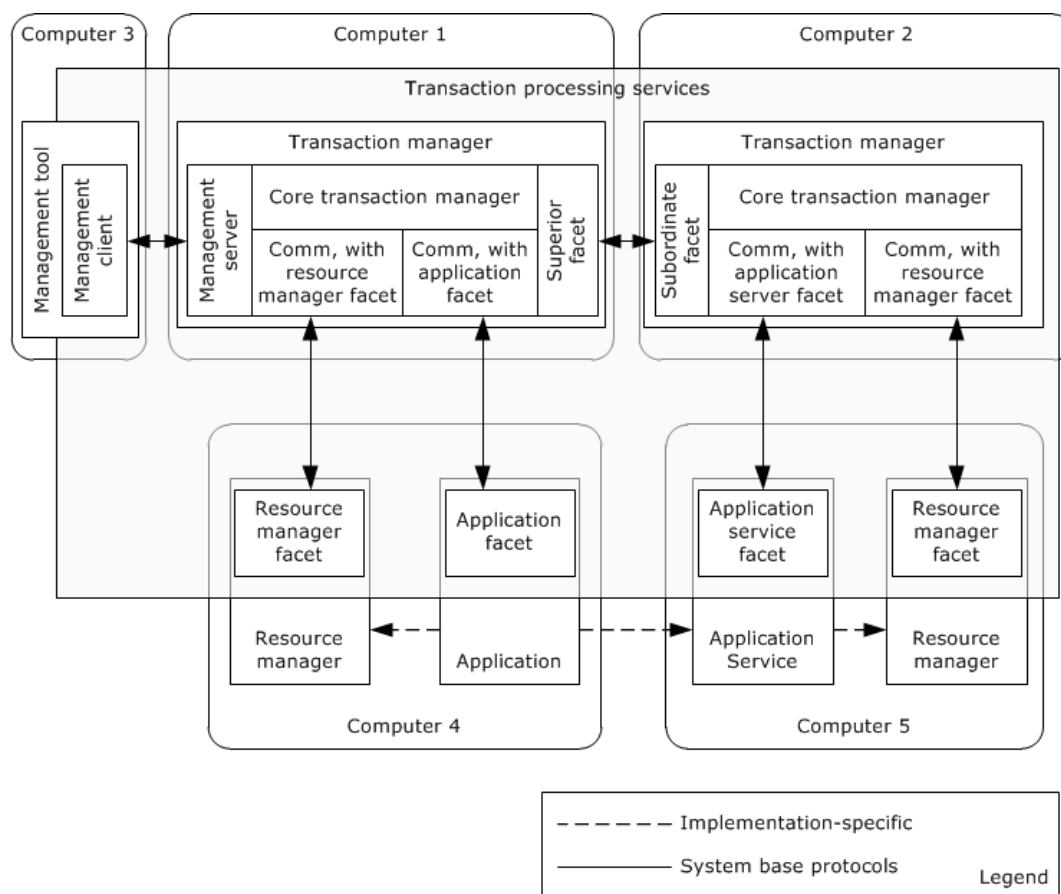 Computer 3
Computer 1
Computer 2
Transaction processing services
Management tool
Management
client
Transaction manager
Management
server
Core transaction manager
Comm, with
resource
manager facet
Comm, with
application
facet
Superior
facet
Transaction manager
Subordinate
facet
Core transaction manager
Comm, with
application
server facet
Comm, with
resource
manager facet
Resource
manager
facet
Application
facet
Application
service
facet
Resource
manager
facet
Resource
manager
Application
Application
Service
Resource
manager
Computer 4
Computer 5
Implementation-specific
System base protocols
Legend